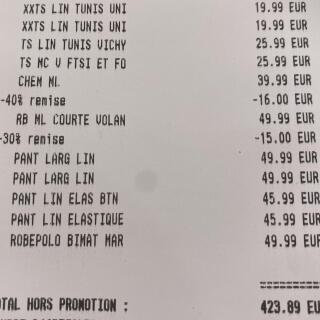 XXTS LIN TUNIS UNI 19.99 EUR
XXTS LIN TUNIS UNI 19.99 EUR
TS LIN TUNIS VICHY 25.99 EUR
TS MC V FTSI ET FO 25.99 EUR
CHEM ML 39.99 EUR
-40% remise -16.00 EUR
RB ML COURTE VOLAN 49.99 EUR
-30% remise -15.00 EUR
PANT LARG LIN 49.99 EUR
PANT LARG LIN 49.99 EUR
PANT LIN ELAS BTN 45.99 EUR
PANT LIN ELASTIQUE 45.99 EUR
ROBEPOLO BIMAT MAR 49.99 EUR
==========
OTAL HORS PROMOTION : 423.89 EU